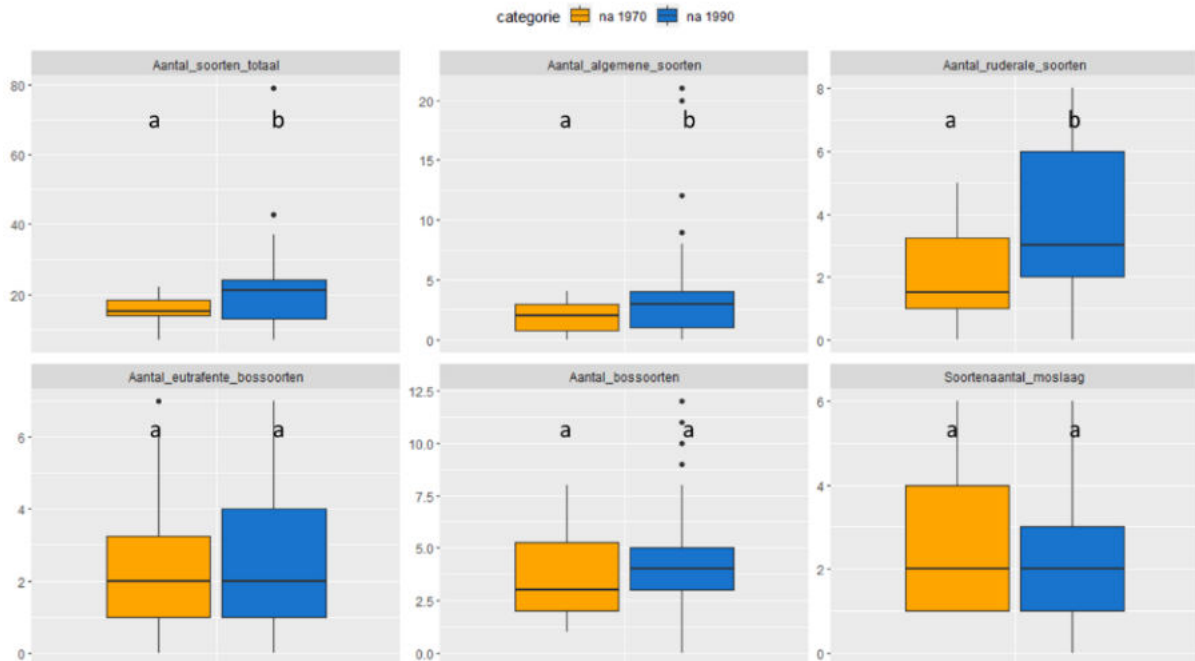 categorie na 1970 na 1990
Aantal_soorten_totaal
80
60
40
20
a b
Aantal_algemene_soorten
20
15
10
5
0
a b
Aantal_ruderale_soorten
8
6
4
2
0
a b
Aantal_eutrafente_bossoorten
6
4
2
0
a a
Aantal_bossoorten
12.5
10.0
7.5
5.0
2.5
0.0
a a
Soortenaantal_moslaag
6
4
2
0
a a